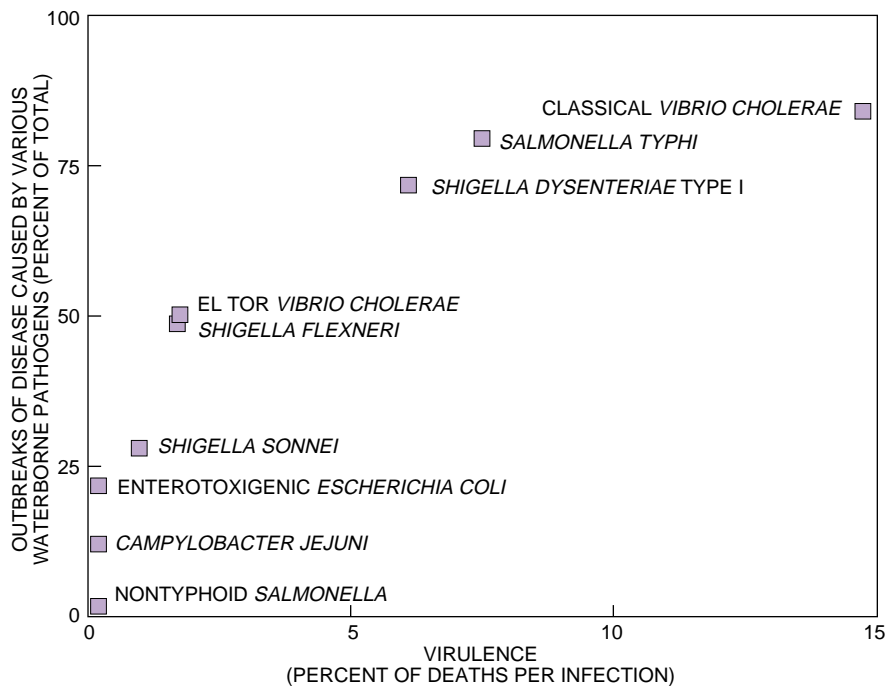 OUTBREAKS OF DISEASE CAUSED BY VARIOUS
WATERBORNE PATHOGENS (PERCENT OF TOTAL)
100
CLASSICAL VIBRIO CHOLERAE
SALMONELLA TYPHI
75
SHIGELLA DYSENTERIAE TYPE I
EL TOR VIBRIO CHOLERAE
50
SHIGELLA FLEXNERI
SHIGELLA SONNEI
25
ENTEROTOXIGENIC ESCHERICHIA COLI
CAMPYLOBACTER JEJUNI
NONTYPHOID SALMONELLA
0
0 5 10 15
VIRULENCE
(PERCENT OF DEATHS PER INFECTION)